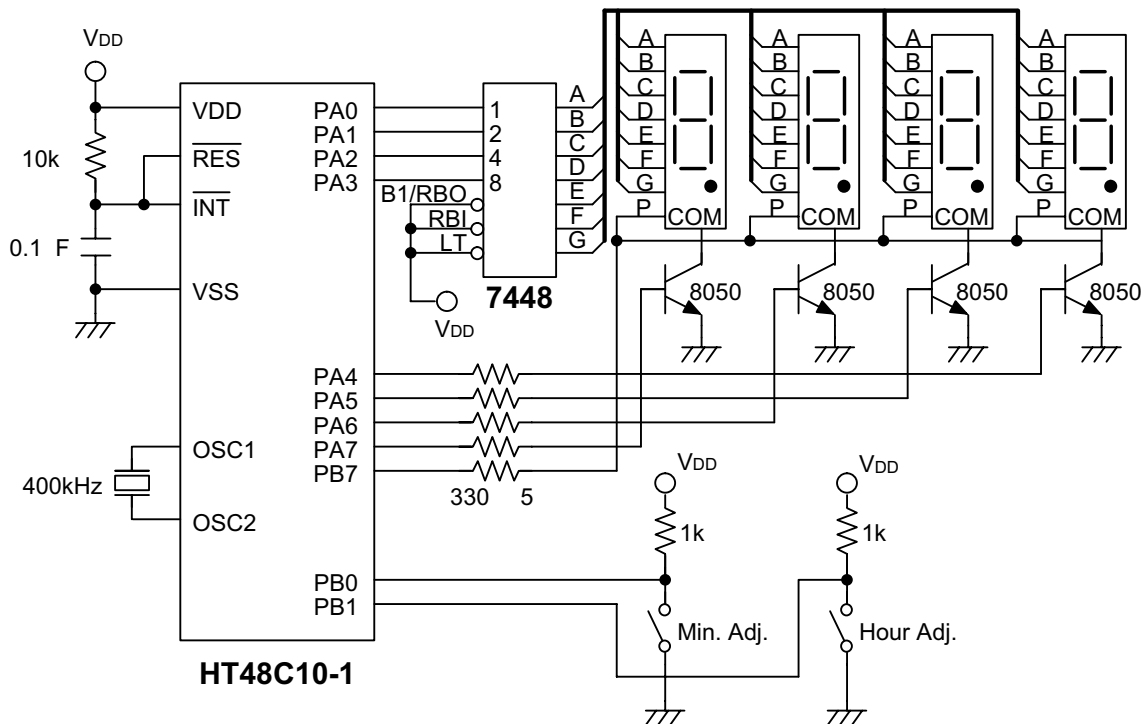 VDD
A A A A
B B B B
C C C C
D D D D
E E E E
F F F F
G G G G
P P P P
COM COM COM COM
VDD PA0 1 A
PA1 2 B
10k RES PA2 4 C
PA3 8 D
INT B1/RBO E
RBI F
0.1 F LT G
VSS 7448
VDD
8050 8050 8050 8050
PA4
PA5
PA6
OSC1 PA7
PB7
400kHz 330 5
OSC2
VDD VDD
1k 1k
PB0
PB1
Min. Adj. Hour Adj.
HT48C10-1